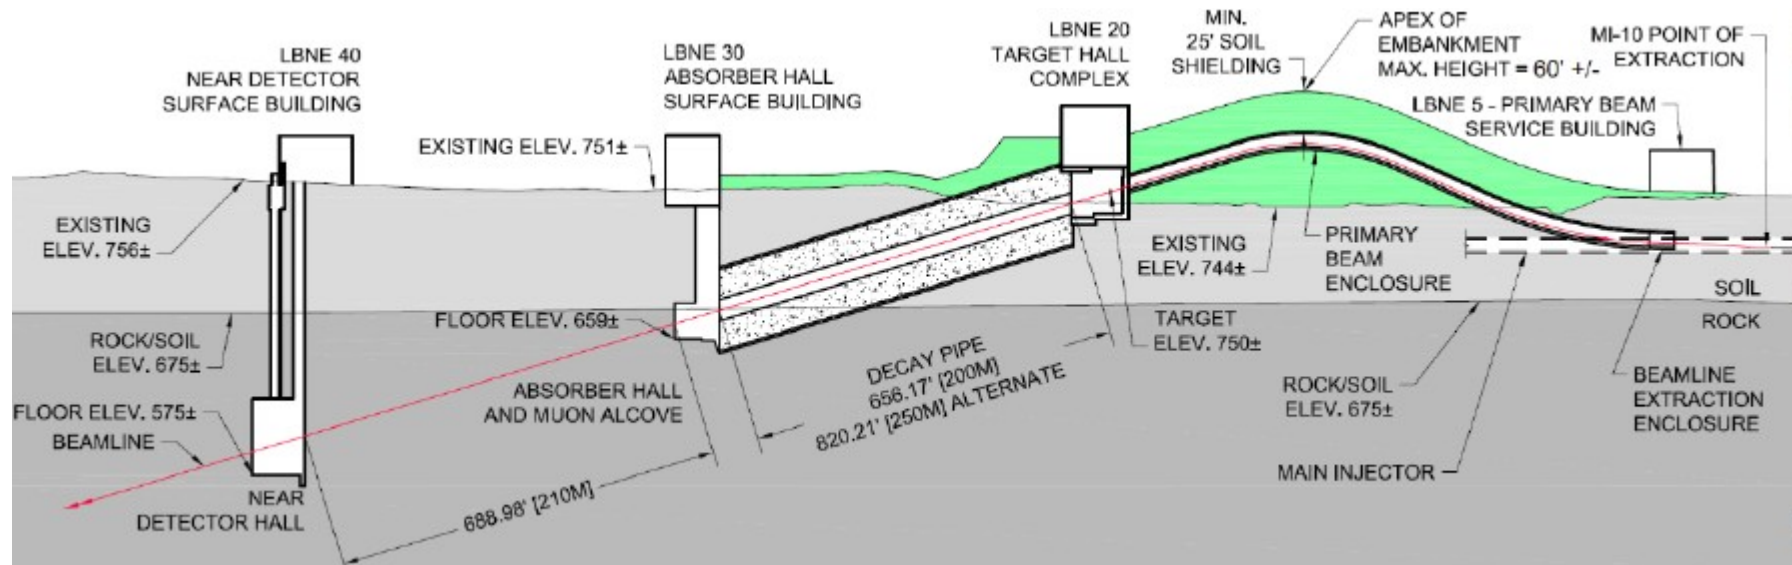 LBNE 40
NEAR DETECTOR
SURFACE BUILDING
LBNE 30
ABSORBER HALL
SURFACE BUILDING
LBNE 20
TARGET HALL
COMPLEX
MIN.
25' SOIL
SHIELDING
APEX OF
EMBANKMENT
MAX. HEIGHT = 60' +/-
MI-10 POINT OF
EXTRACTION
LBNE 5 - PRIMARY BEAM
SERVICE BUILDING
EXISTING ELEV. 751±
EXISTING
ELEV. 756±
EXISTING
ELEV. 744±
PRIMARY
BEAM
ENCLOSURE
SOIL
ROCK
FLOOR ELEV. 659±
TARGET
ELEV. 750±
ROCK/SOIL
ELEV. 675±
DECAY PIPE
656.17' [200M]
820.21' [250M] ALTERNATE
ABSORBER HALL
AND MUON ALCOVE
ROCK/SOIL
ELEV. 675±
BEAMLINE
EXTRACTION
ENCLOSURE
FLOOR ELEV. 575±
BEAMLINE
MAIN INJECTOR
NEAR
DETECTOR HALL
688.98' [210M]